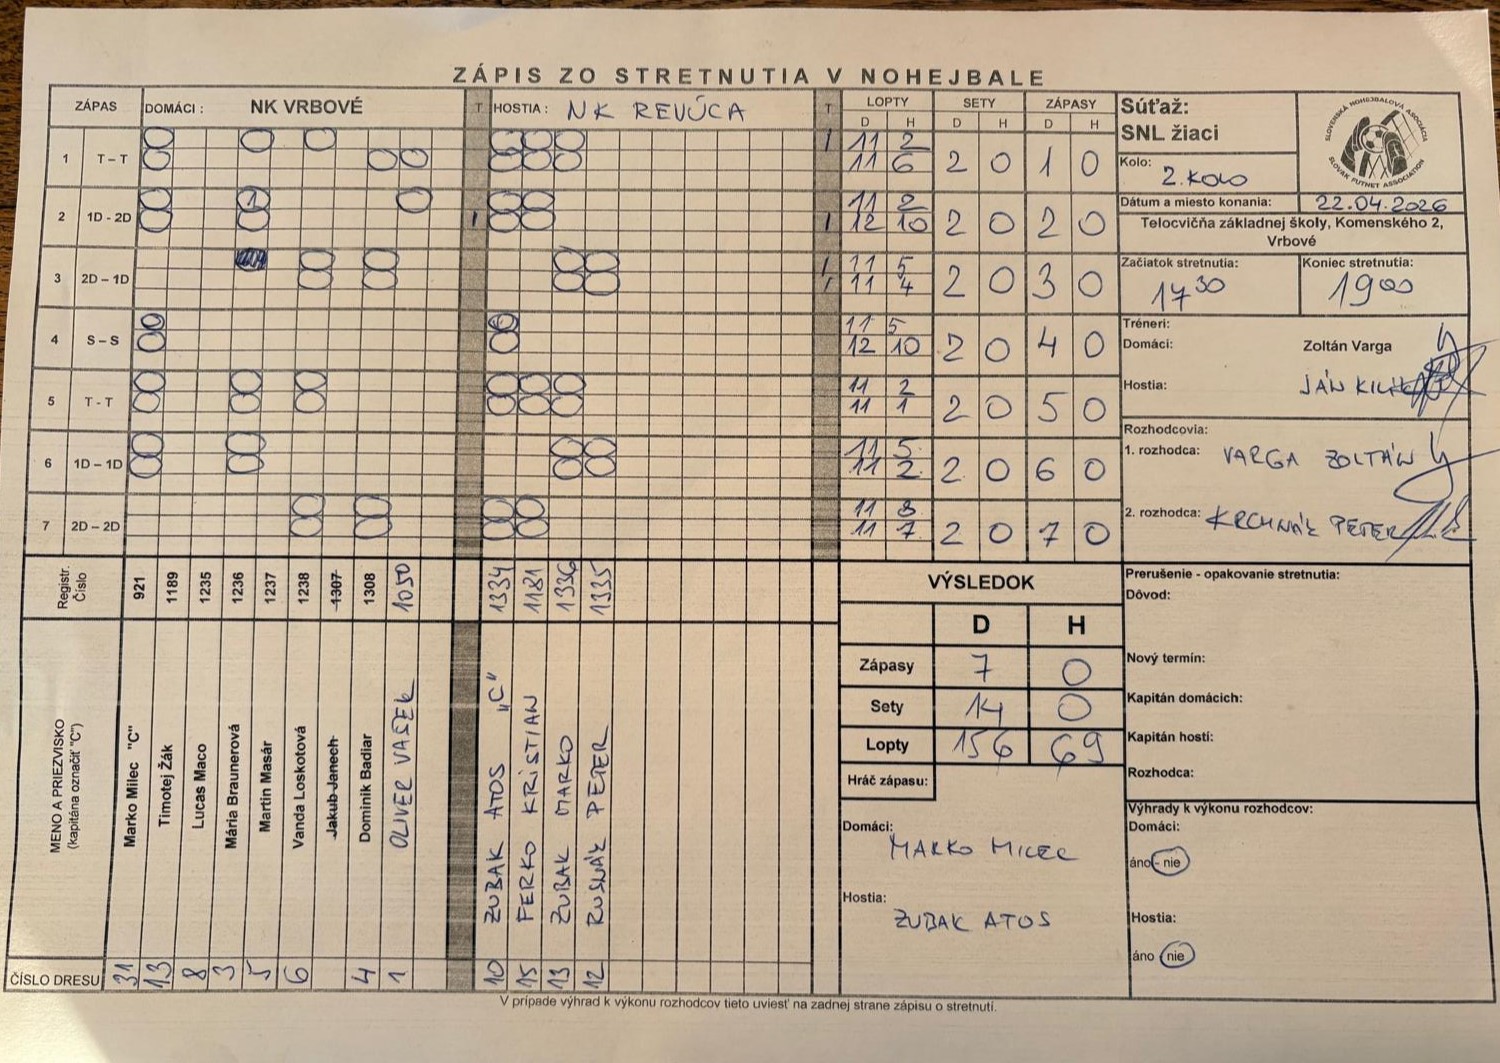 ZÁPIS ZO STRETNUTIA V NOHEJBALE
ZÁPAS DOMÁCI : NK VRBOVÉ T HOSTIA : NK REVÚCA T LOPTY SETY ZÁPASY
D H D H D H
1 T – T 11 2 2 0 1 0
11 6
2 1D - 2D 11 2 2 0 2 0
12 10
3 2D – 1D 11 5 2 0 3 0
11 4
4 S – S 11 5 2 0 4 0
12 10
5 T - T 11 2 2 0 5 0
11 1
6 1D – 1D 11 5 2 0 6 0
11 2
7 2D – 2D 11 8 2 0 7 0
11 7
Registr. Číslo 921 1189 1235 1236 1237 1238 1307 1308 1050 1334 1181 1336 1335
MENO A PRIEZVISKO
(kapitána označiť "C")
Marko Milec "C"
Timotej Žák
Lucas Maco
Mária Braunerová
Martin Masár
Vanda Loskotová
Jakub Janech
Dominik Badiar
OLIVER VAŠEK
ZUBAK ATOS "C"
FERKO KRISTIAN
ZUBAK MARKO
RUSNÁK PETER
ČÍSLO DRESU 31 13 8 3 5 6 4 1 10 15 13 12
Súťaž:
SNL žiaci
SLOVENSKÁ NOHEJBALOVÁ ASOCIÁCIA
SLOVAK FUTNET ASSOCIATION
Kolo:
2. KOLO
Dátum a miesto konania: 22.04.2026
Telocvičňa základnej školy, Komenského 2,
Vrbové
Začiatok stretnutia: Koniec stretnutia:
17 30 19 00
Tréneri:
Domáci: Zoltán Varga
Hostia: JÁN
Rozhodcovia:
1. rozhodca: VARGA ZOLTÁN
2. rozhodca: KRCHNÁK PETER
VÝSLEDOK
D H
Zápasy 7 0
Sety 14 0
Lopty 156 69
Hráč zápasu:
Domáci:
MARKO MILEC
Hostia:
ZUBAK ATOS
Prerušenie - opakovanie stretnutia:
Dôvod:
Nový termín:
Kapitán domácich:
Kapitán hostí:
Rozhodca:
Výhrady k výkonu rozhodcov:
Domáci:
áno - nie
Hostia:
áno nie
V prípade výhrad k výkonu rozhodcov tieto uviesť na zadnej strane zápisu o stretnutí.